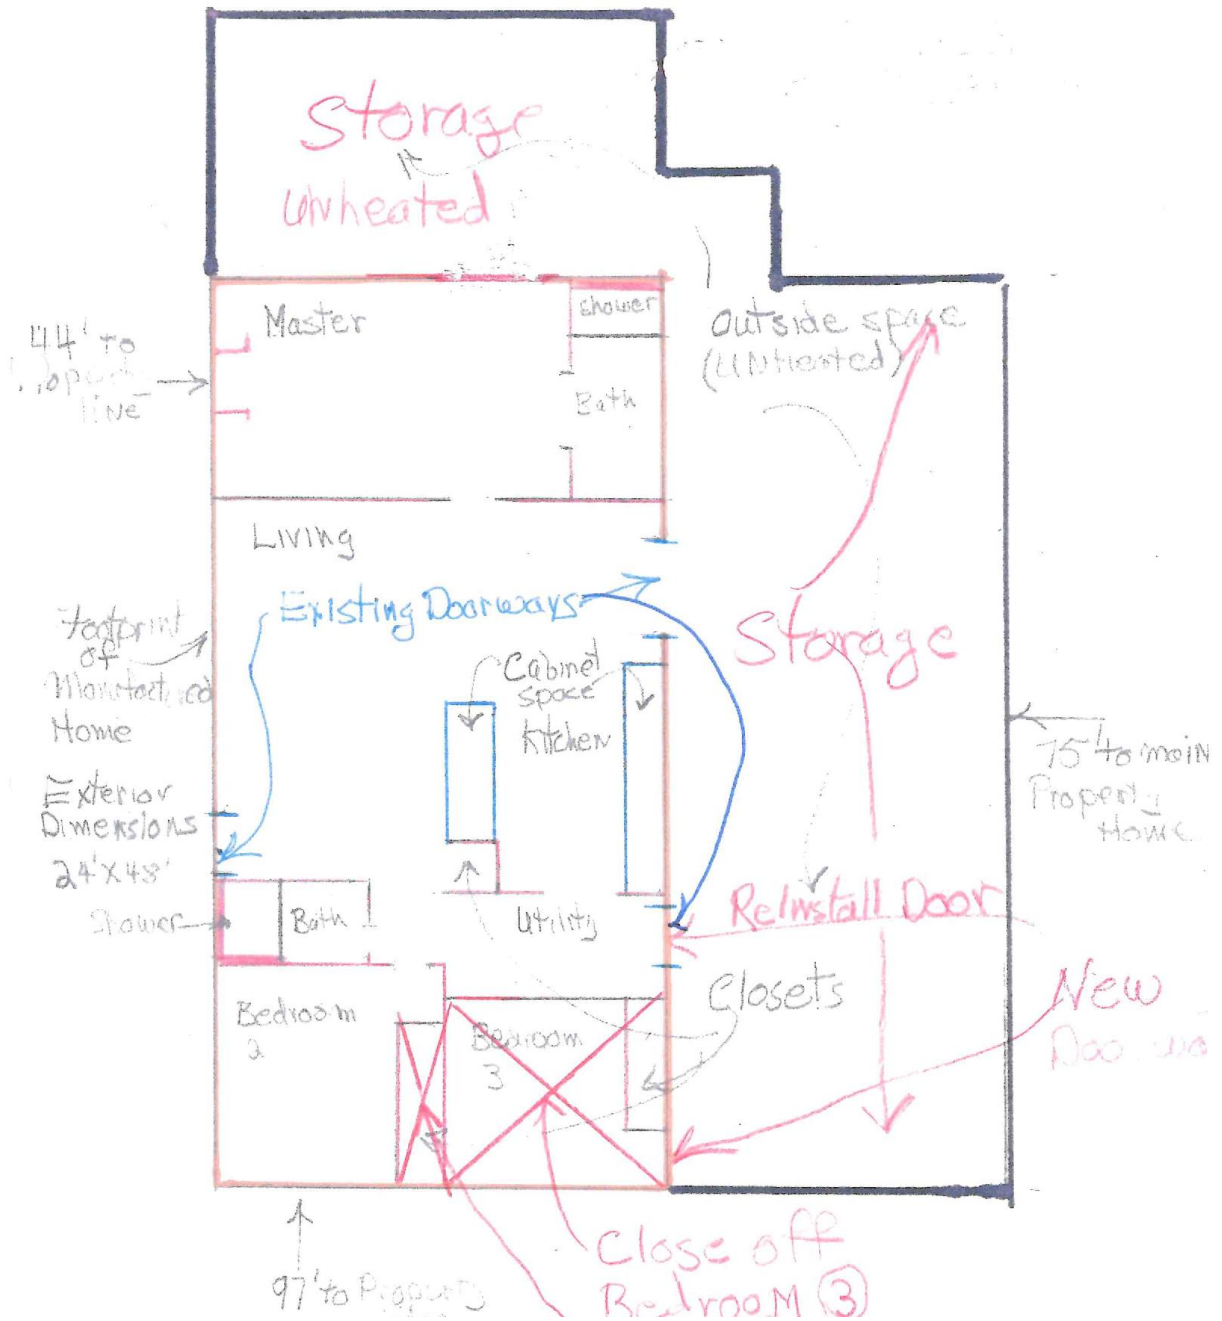 Storage
Unheated
Master
shower
Bath
44' to
line
outside space
(UNHeated)
Living
Existing Doorways
Footprint
of
Home
Cabinet
space
Kitchen
Storage
75' to main
Home
Exterior
Dimensions
24'X48'
Shower
Bath
Utility
ReInstall Door
Closets
New
Bedroom
2
Bedroom
3
Close off
Bedroom 3
97' to Property